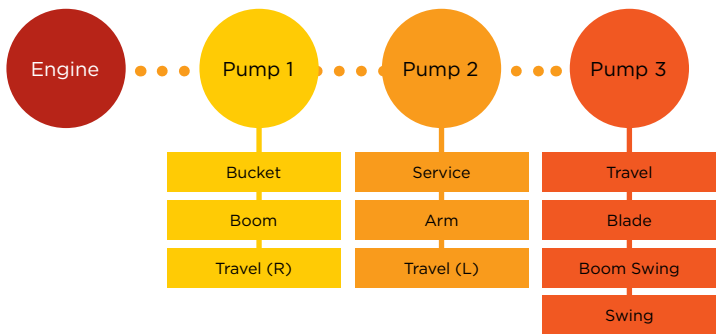 Engine
Pump 1
Pump 2
Pump 3
Bucket
Service
Travel
Boom
Arm
Blade
Travel (R)
Travel (L)
Boom Swing
Swing